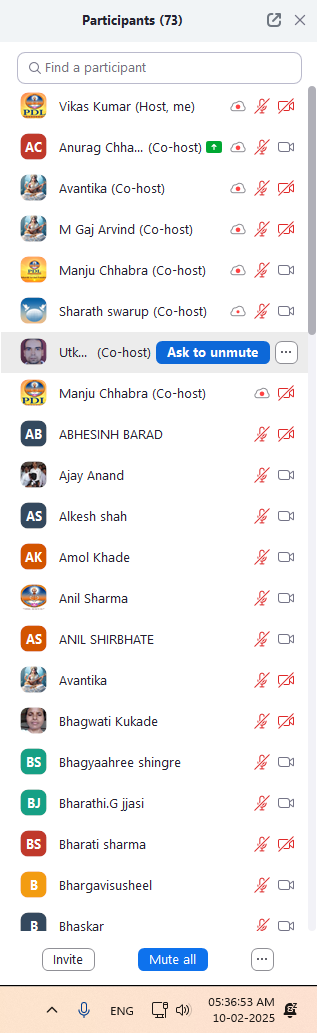 Participants (73)
Find a participant
PDI Vikas Kumar (Host, me)
AC Anurag Chha... (Co-host)
Avantika (Co-host)
M Gaj Arvind (Co-host)
PDI Manju Chhabra (Co-host)
Sharath swarup (Co-host)
Utk... (Co-host) Ask to unmute ...
PDI Manju Chhabra (Co-host)
AB ABHESINH BARAD
Ajay Anand
AS Alkesh shah
AK Amol Khade
Anil Sharma
AS ANIL SHIRBHATE
Avantika
Bhagwati Kukade
BS Bhagyaahree shingre
BJ Bharathi.G jjasi
BS Bharati sharma
B Bhargavisusheel
B Bhaskar
Invite Mute all ...
ENG 05:36:53 AM
10-02-2025